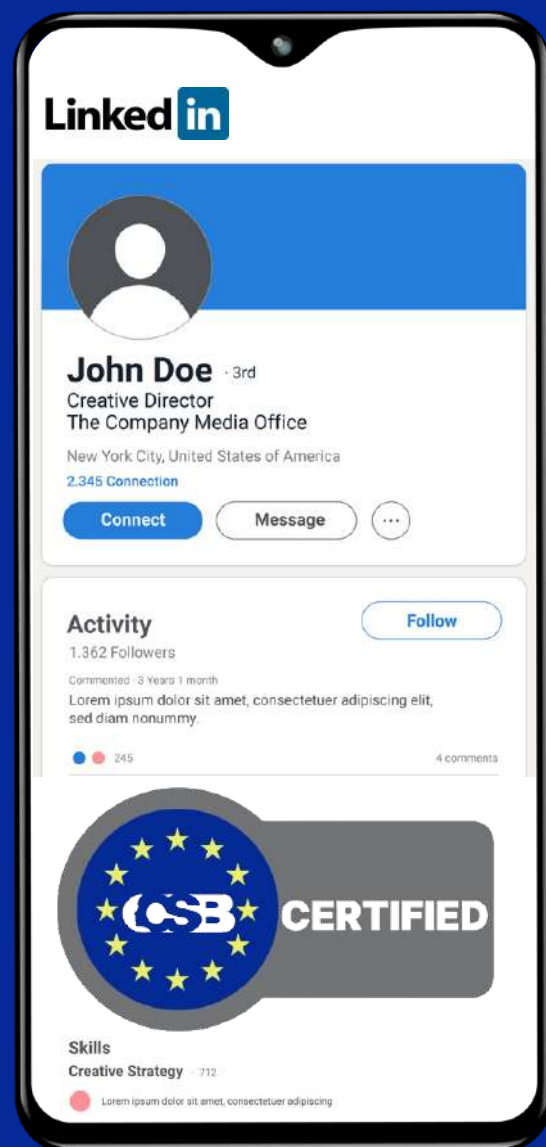 Linked in
John Doe · 3rd
Creative Director
The Company Media Office
New York City, United States of America
2.345 Connection
Connect Message ...
Activity Follow
1.362 Followers
Commented · 3 Years 1 month
Lorem ipsum dolor sit amet, consectetuer adipiscing elit,
sed diam nonummy.
245 4 comments
CSB CERTIFIED
Skills
Creative Strategy · 712
Lorem ipsum dolor sit amet, consectetuer adipiscing